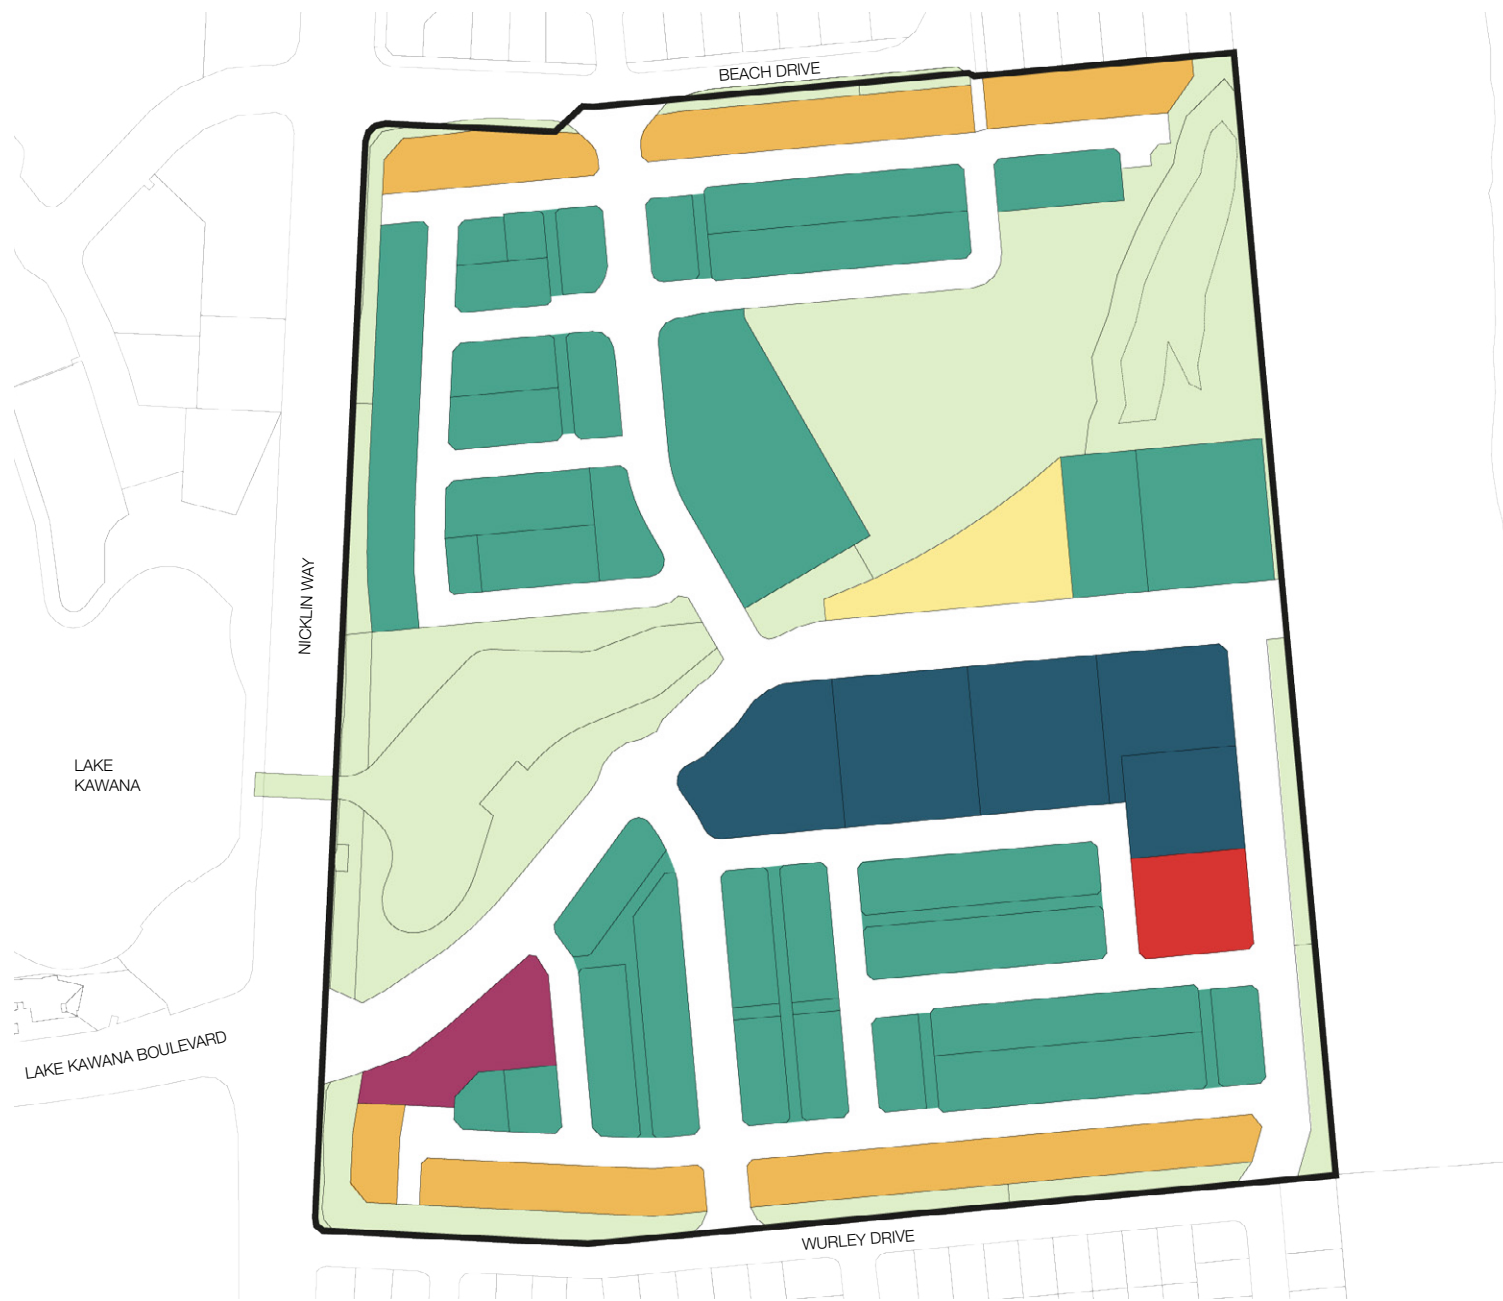 BEACH DRIVE
NICKLIN WAY
LAKE
KAWANA
LAKE KAWANA BOULEVARD
WURLEY DRIVE